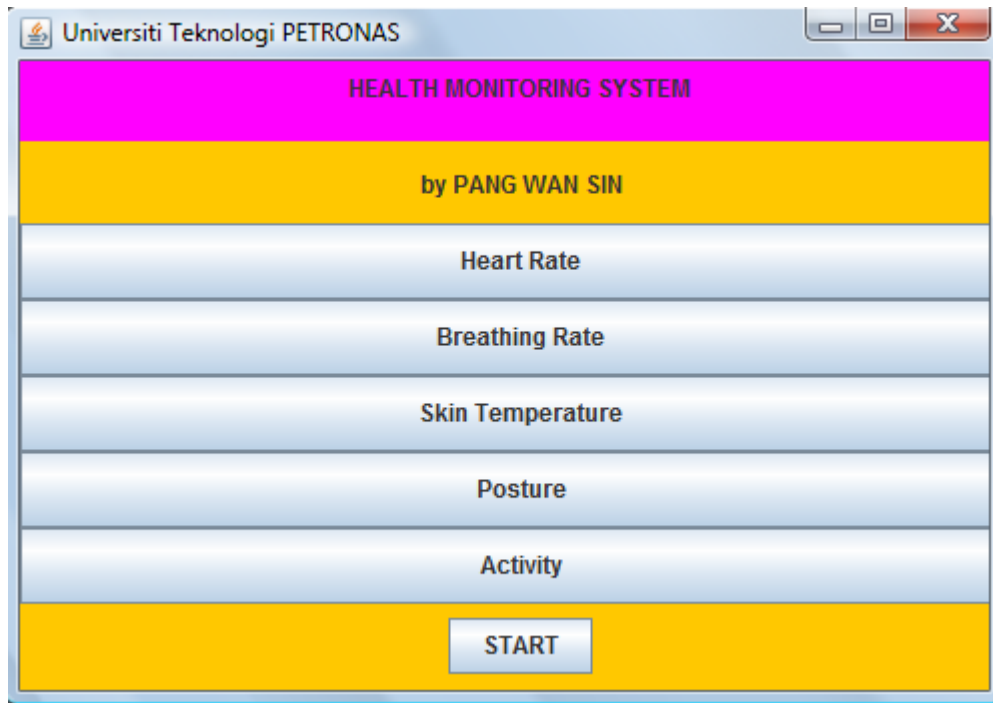 Universiti Teknologi PETRONAS
HEALTH MONITORING SYSTEM
by PANG WAN SIN
Heart Rate
Breathing Rate
Skin Temperature
Posture
Activity
START